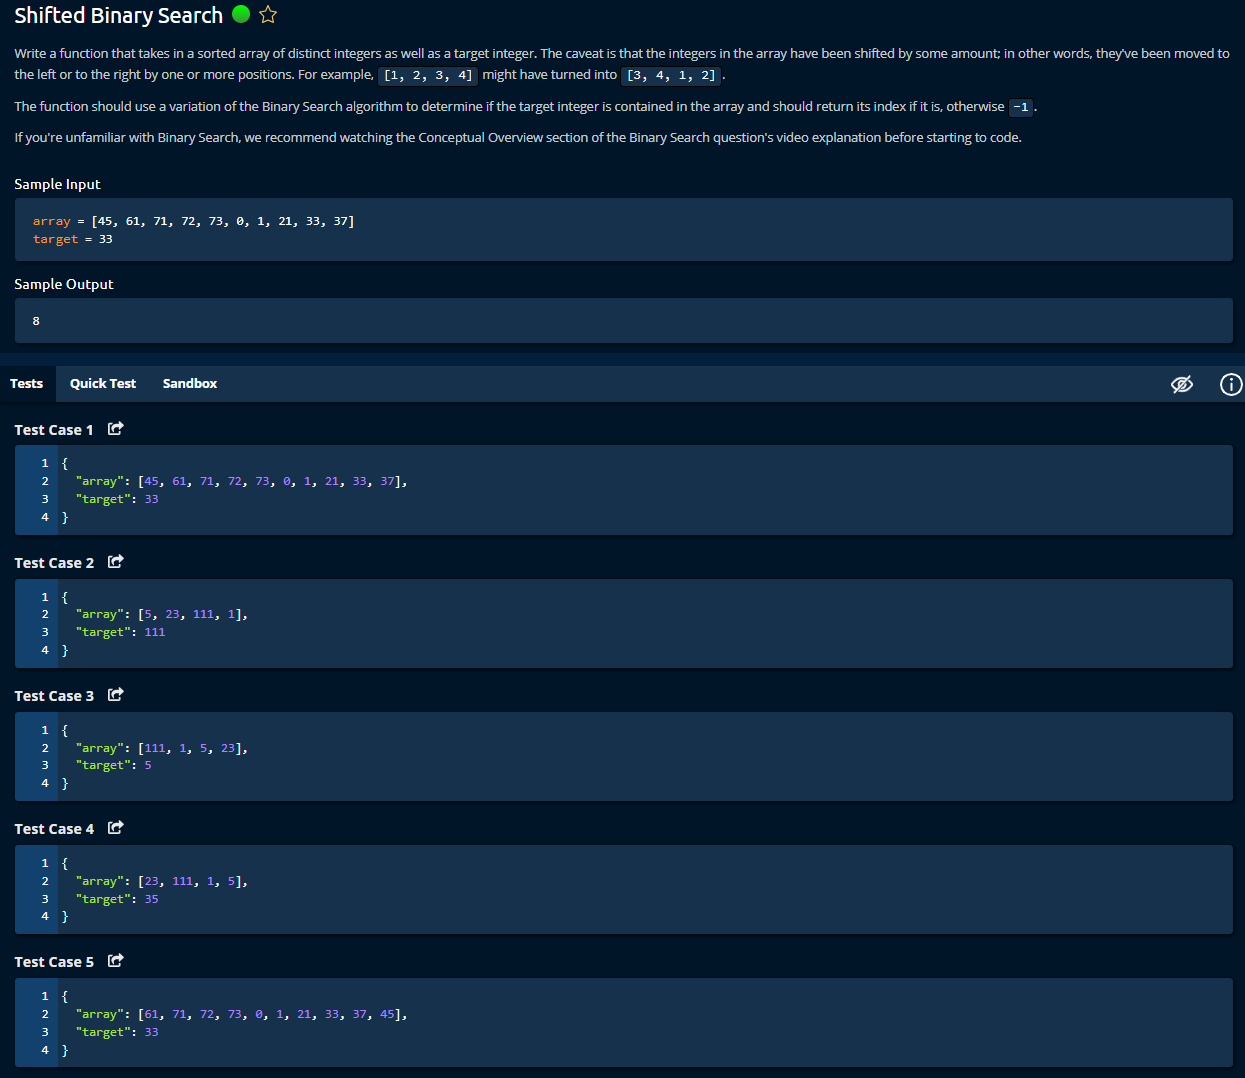 Shifted Binary Search
Write a function that takes in a sorted array of distinct integers as well as a target integer. The caveat is that the integers in the array have been shifted by some amount; in other words, they've been moved to
the left or to the right by one or more positions. For example, [1, 2, 3, 4] might have turned into [3, 4, 1, 2] .
The function should use a variation of the Binary Search algorithm to determine if the target integer is contained in the array and should return its index if it is, otherwise -1 .
If you're unfamiliar with Binary Search, we recommend watching the Conceptual Overview section of the Binary Search question's video explanation before starting to code.
Sample Input
array = [45, 61, 71, 72, 73, 0, 1, 21, 33, 37]
target = 33
Sample Output
8
Tests Quick Test Sandbox
Test Case 1
1 {
2 "array": [45, 61, 71, 72, 73, 0, 1, 21, 33, 37],
3 "target": 33
4 }
Test Case 2
1 {
2 "array": [5, 23, 111, 1],
3 "target": 111
4 }
Test Case 3
1 {
2 "array": [111, 1, 5, 23],
3 "target": 5
4 }
Test Case 4
1 {
2 "array": [23, 111, 1, 5],
3 "target": 35
4 }
Test Case 5
1 {
2 "array": [61, 71, 72, 73, 0, 1, 21, 33, 37, 45],
3 "target": 33
4 }